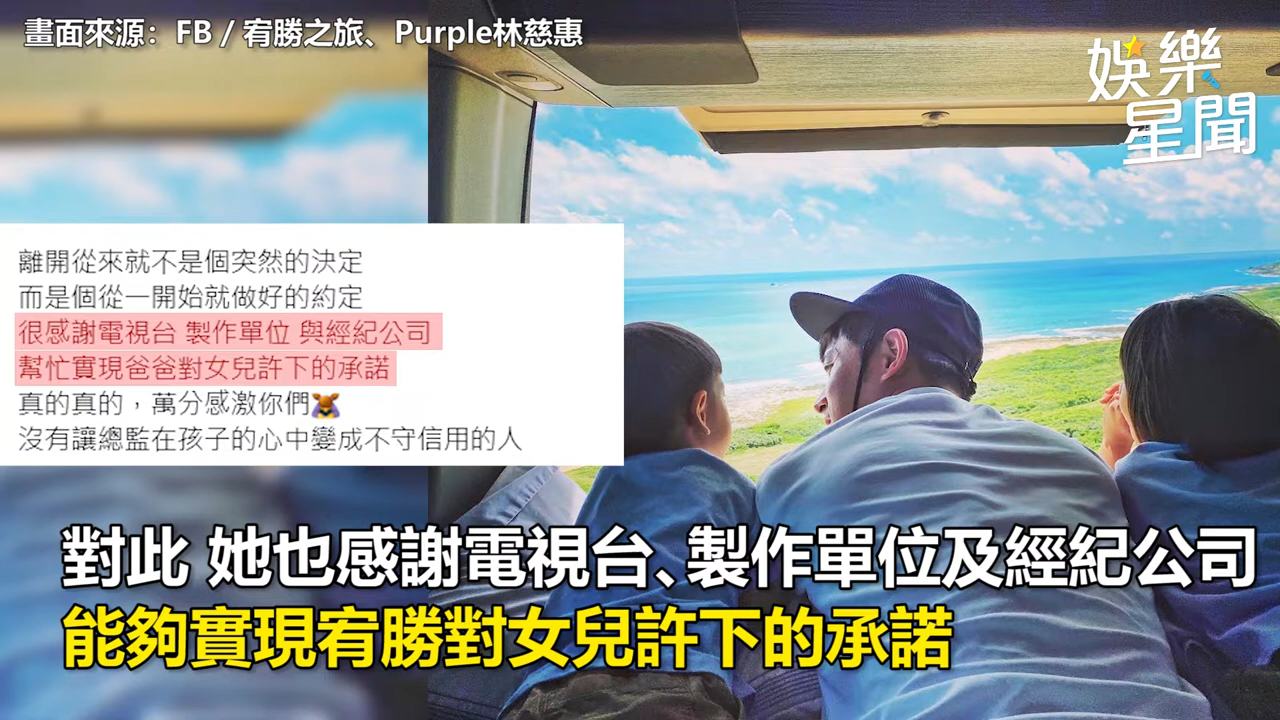 畫面來源：FB / 宥勝之旅、Purple林慈惠
娛樂
星聞
離開從來就不是個突然的決定
而是個從一開始就做好的約定
很感謝電視台 製作單位 與經紀公司
幫忙實現爸爸對女兒許下的承諾
真的真的，萬分感激你們
沒有讓總監在孩子的心中變成不守信用的人
對此 她也感謝電視台、製作單位及經紀公司
能夠實現宥勝對女兒許下的承諾